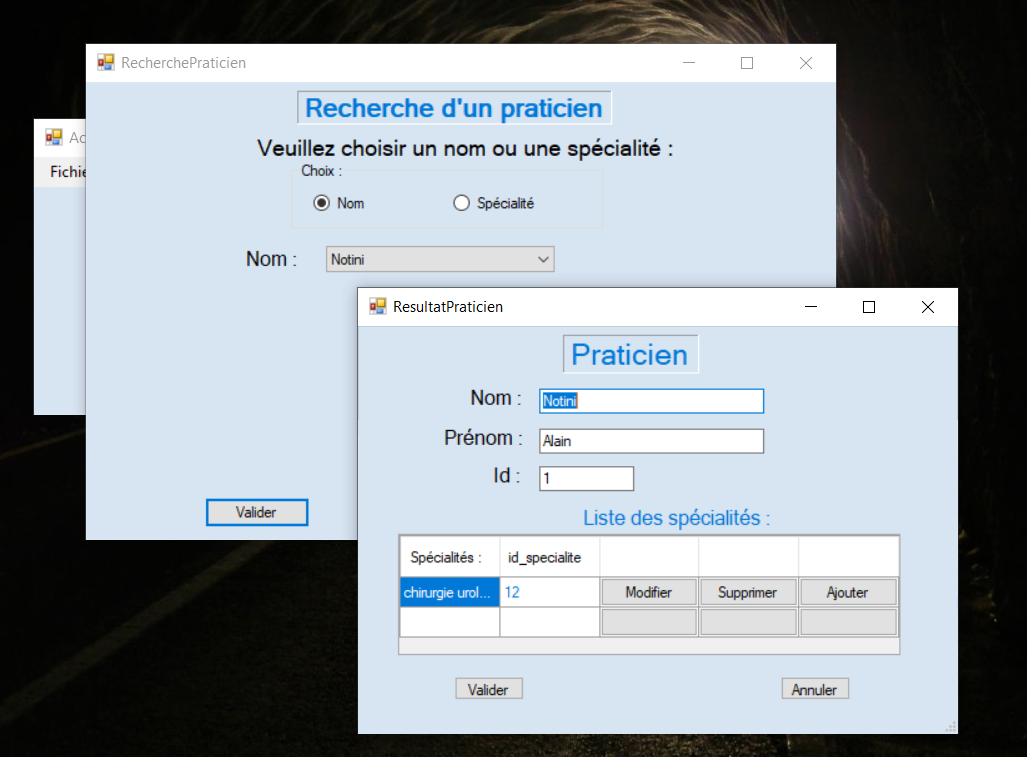 RecherchePraticien
Recherche d'un praticien
Veuillez choisir un nom ou une spécialité :
Choix :
Nom Spécialité
Nom : Notini
Valider
Ac
Fichie
ResultatPraticien
Praticien
Nom : Notini
Prénom : Alain
Id : 1
Liste des spécialités :
Spécialités : id_specialite
chirurgie urol... 12 Modifier Supprimer Ajouter
Valider Annuler